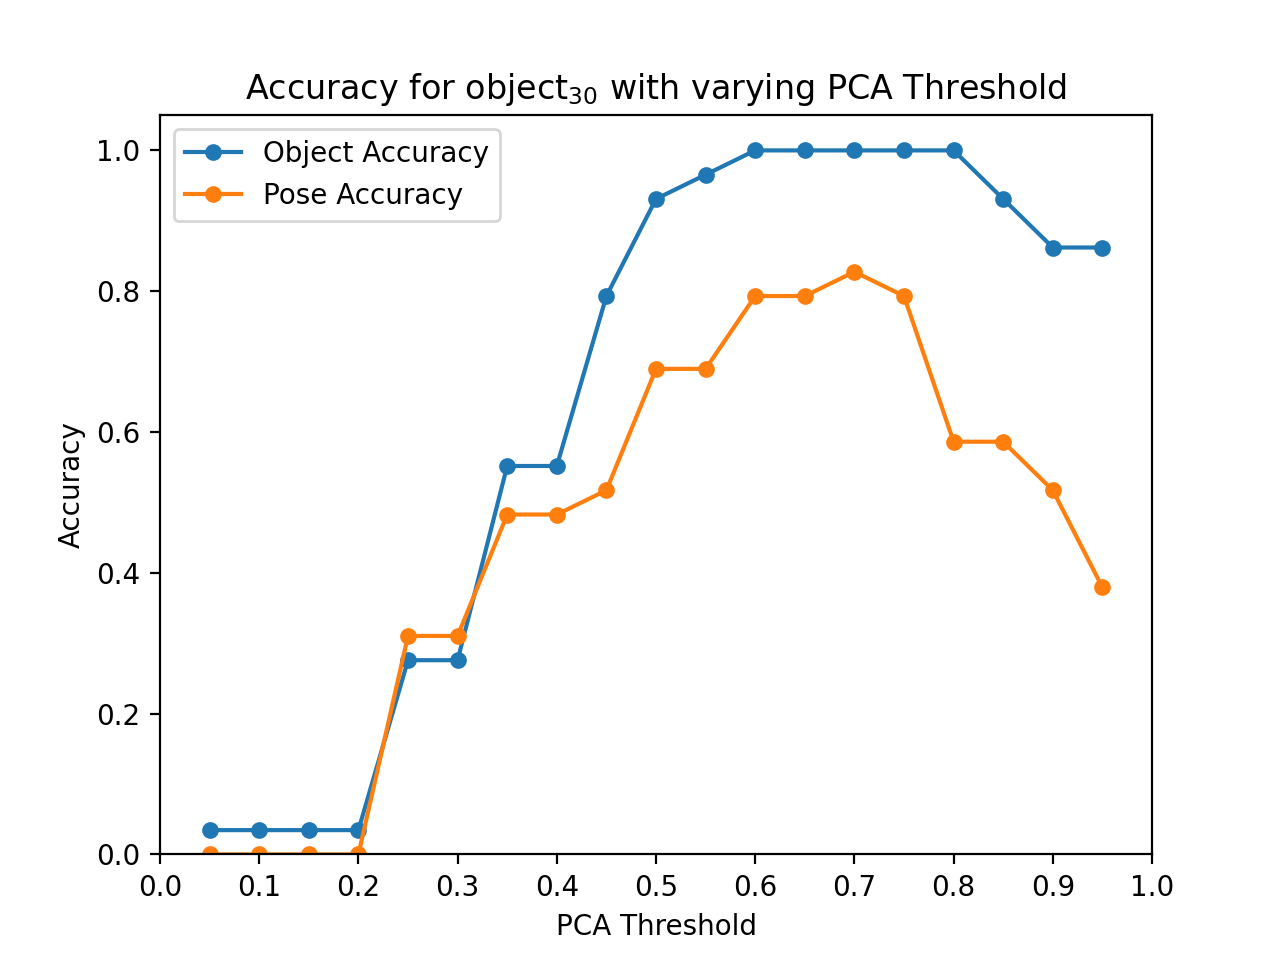 Accuracy for object₃₀ with varying PCA Threshold
Object Accuracy
Pose Accuracy
Accuracy
1.0
0.8
0.6
0.4
0.2
0.0
0.0 0.1 0.2 0.3 0.4 0.5 0.6 0.7 0.8 0.9 1.0
PCA Threshold